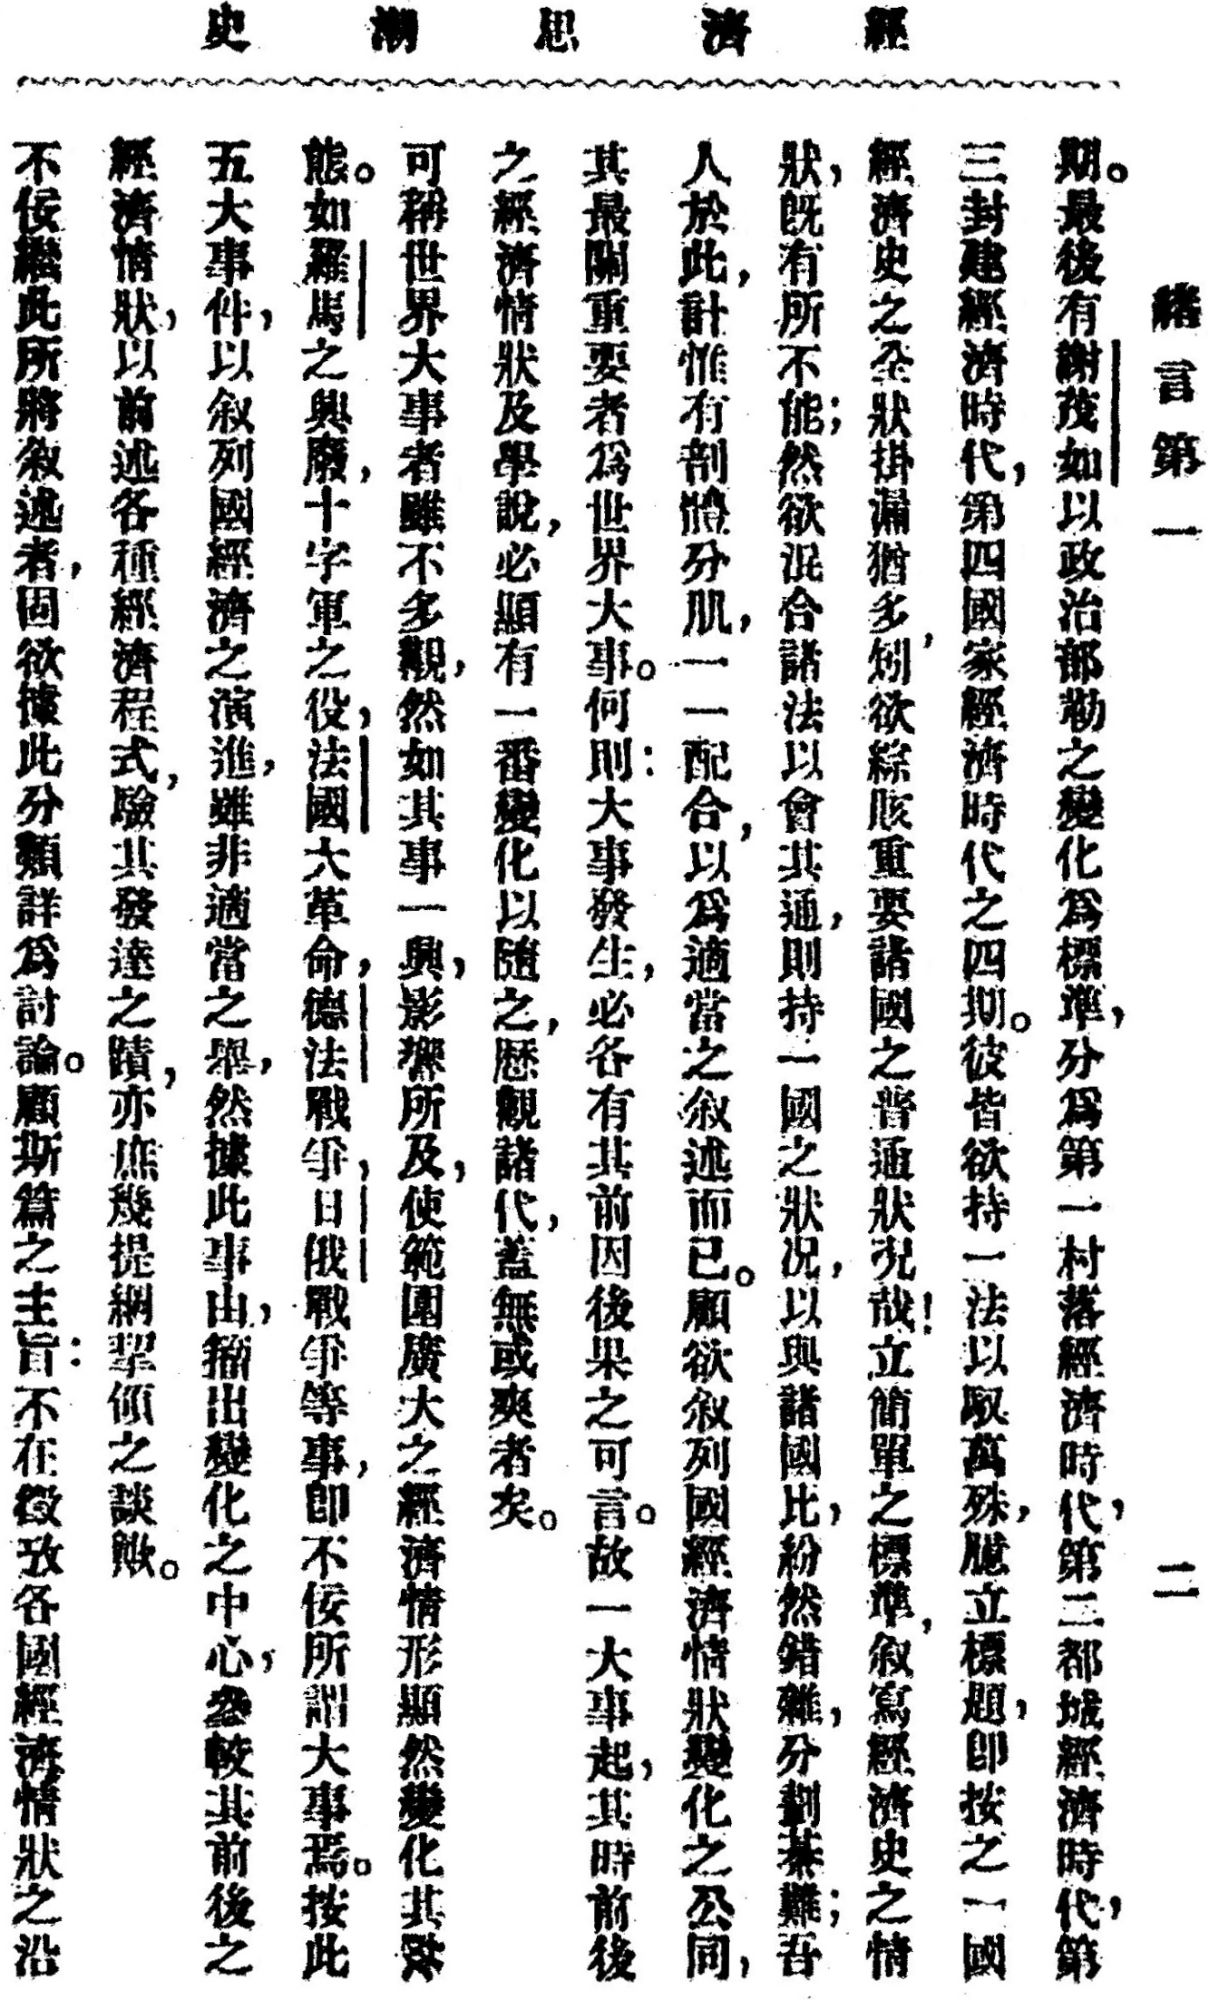 經濟思潮史
緒言第一　二
期。最後有謝茂如以政治部勒之變化爲標準，分爲第一村落經濟時代，第二都城經濟時代，第
三封建經濟時代，第四國家經濟時代之四期。彼皆欲持一法以馭萬殊，臆立標題，即按之一國
經濟史之全狀掛漏猶多，矧欲綜賅重要諸國之普通狀況哉！立簡單之標準，叙寫經濟史之情
狀，旣有所不能；然欲混合諸法以會其通，則持一國之狀況，以與諸國比，紛然錯雜，分劃綦難；吾
人於此，計惟有剖體分肌，一一配合，以爲適當之叙述而已。顧欲叙列國經濟情狀變化之公同，
其最關重要者爲世界大事。何則：大事發生，必各有其前因後果之可言。故一大事起，其時前後
之經濟情狀及學說，必顯有一番變化以隨之，歷觀諸代，蓋無或爽者矣。
可稱世界大事者雖不多觀，然如其事一興，影響所及，使範圍廣大之經濟情形顯然變化其狀
態。如羅馬之興廢，十字軍之役，法國大革命，德法戰爭，日俄戰爭等事，卽不佞所謂大事焉。按此
五大事件，以叙列國經濟之演進，雖非適當之舉，然據此事由，籀出變化之中心，參較其前後之
經濟情狀，以前述各種經濟程式，驗其發達之蹟，亦庶幾提綱挈領之談歟。
不佞繼此所將叙述者，固欲據此分類詳爲討論。顧斯篇之主旨：不在徵攷各國經濟情狀之沿